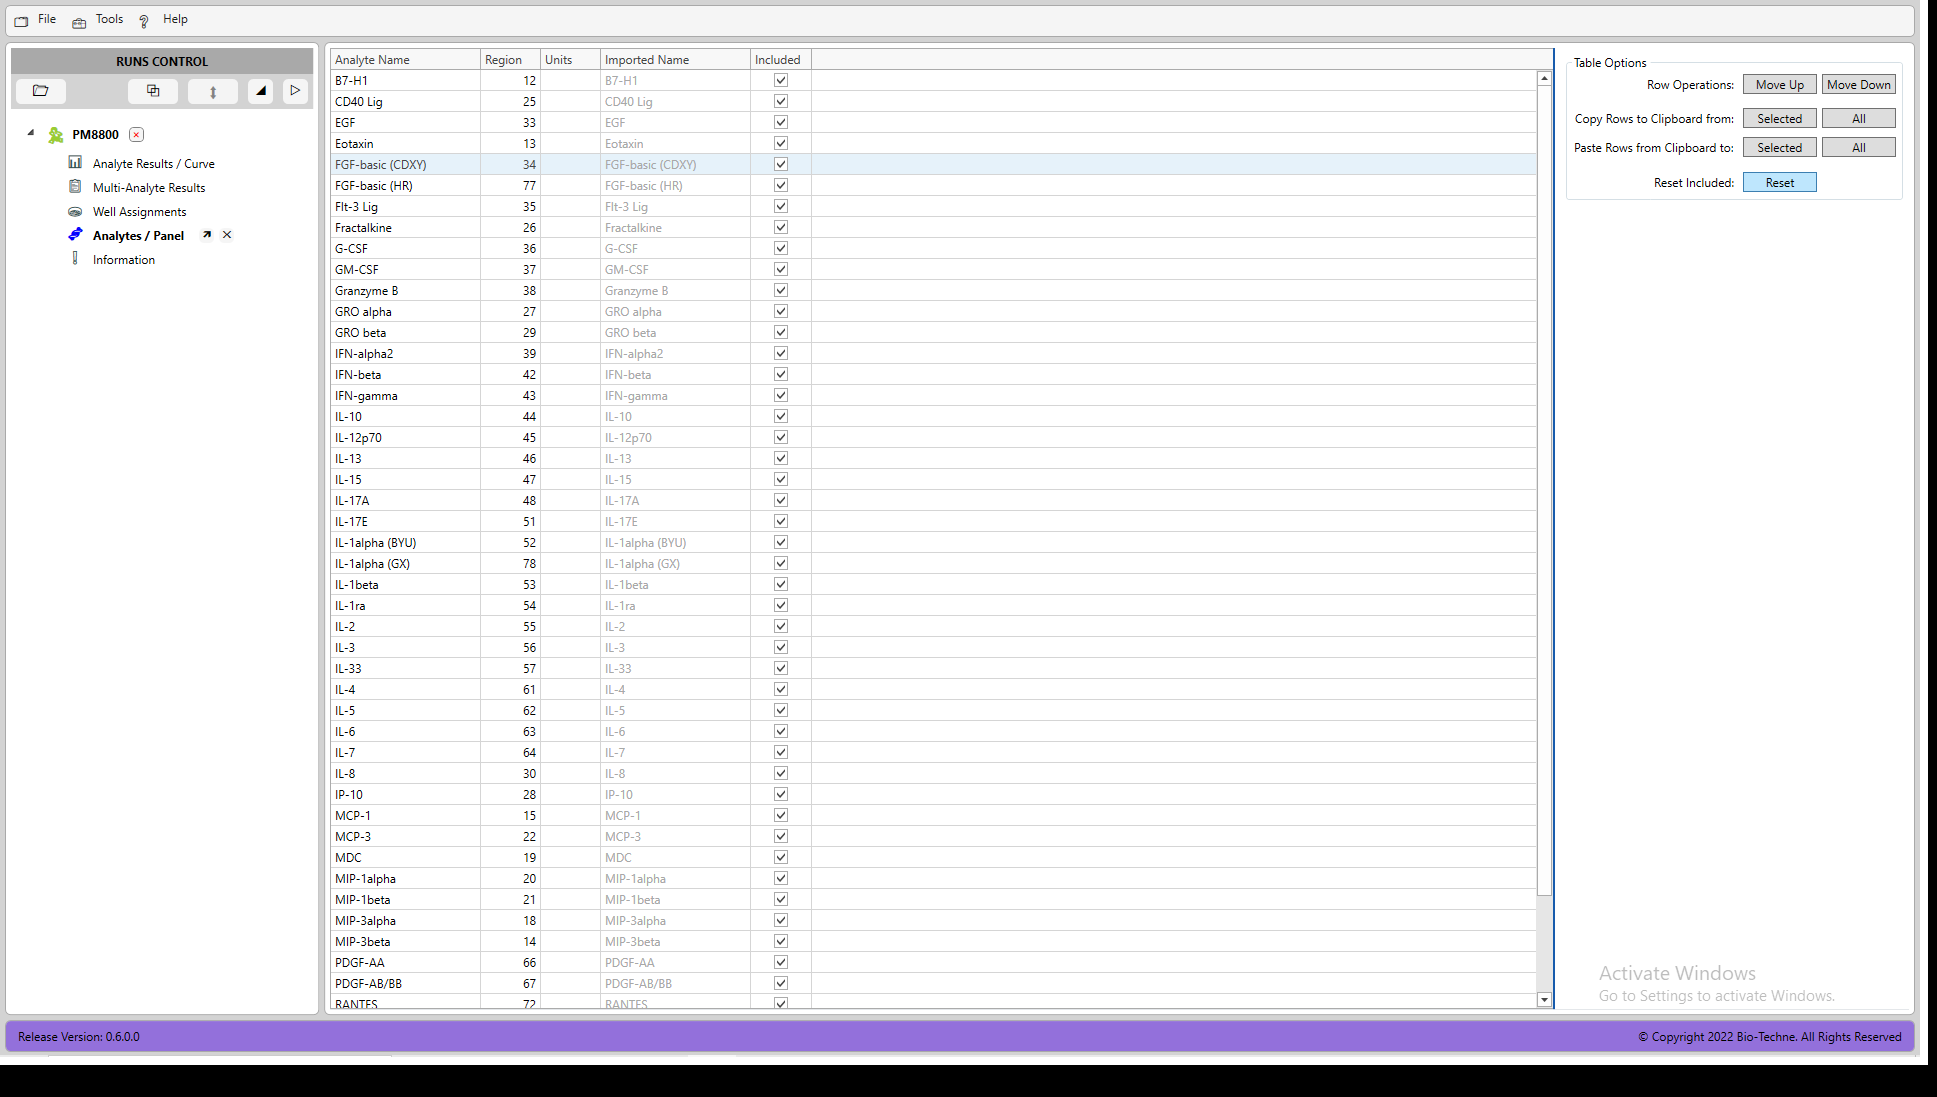 File Tools Help
RUNS CONTROL
PM8800
Analyte Results / Curve
Multi-Analyte Results
Well Assignments
Analytes / Panel
Information
Analyte Name Region Units Imported Name Included
B7-H1 12 B7-H1
CD40 Lig 25 CD40 Lig
EGF 33 EGF
Eotaxin 13 Eotaxin
FGF-basic (CDXY) 34 FGF-basic (CDXY)
FGF-basic (HR) 77 FGF-basic (HR)
Flt-3 Lig 35 Flt-3 Lig
Fractalkine 26 Fractalkine
G-CSF 36 G-CSF
GM-CSF 37 GM-CSF
Granzyme B 38 Granzyme B
GRO alpha 27 GRO alpha
GRO beta 29 GRO beta
IFN-alpha2 39 IFN-alpha2
IFN-beta 42 IFN-beta
IFN-gamma 43 IFN-gamma
IL-10 44 IL-10
IL-12p70 45 IL-12p70
IL-13 46 IL-13
IL-15 47 IL-15
IL-17A 48 IL-17A
IL-17E 51 IL-17E
IL-1alpha (BYU) 52 IL-1alpha (BYU)
IL-1alpha (GX) 78 IL-1alpha (GX)
IL-1beta 53 IL-1beta
IL-1ra 54 IL-1ra
IL-2 55 IL-2
IL-3 56 IL-3
IL-33 57 IL-33
IL-4 61 IL-4
IL-5 62 IL-5
IL-6 63 IL-6
IL-7 64 IL-7
IL-8 30 IL-8
IP-10 28 IP-10
MCP-1 15 MCP-1
MCP-3 22 MCP-3
MDC 19 MDC
MIP-1alpha 20 MIP-1alpha
MIP-1beta 21 MIP-1beta
MIP-3alpha 18 MIP-3alpha
MIP-3beta 14 MIP-3beta
PDGF-AA 66 PDGF-AA
PDGF-AB/BB 67 PDGF-AB/BB
RANTES 72 RANTES
Table Options
Row Operations: Move Up Move Down
Copy Rows to Clipboard from: Selected All
Paste Rows from Clipboard to: Selected All
Reset Included: Reset
Activate Windows
Go to Settings to activate Windows.
Release Version: 0.6.0.0
© Copyright 2022 Bio-Techne. All Rights Reserved